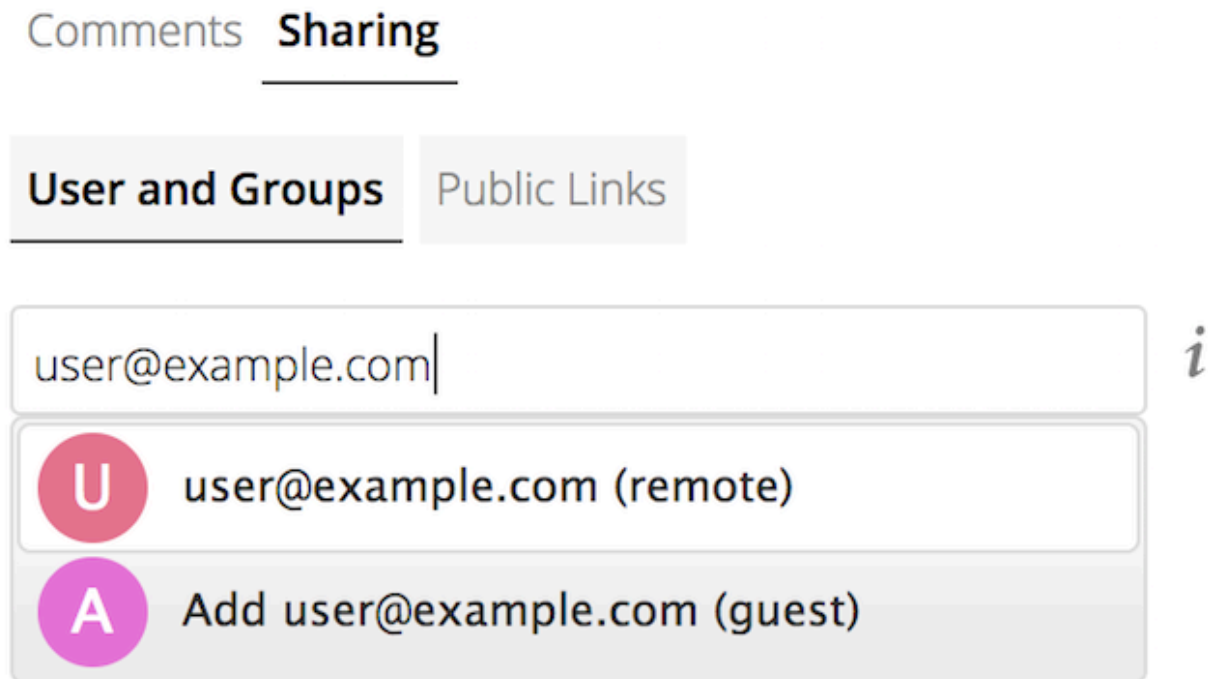 Comments Sharing
User and Groups Public Links
user@example.com
i
U user@example.com (remote)
A Add user@example.com (guest)